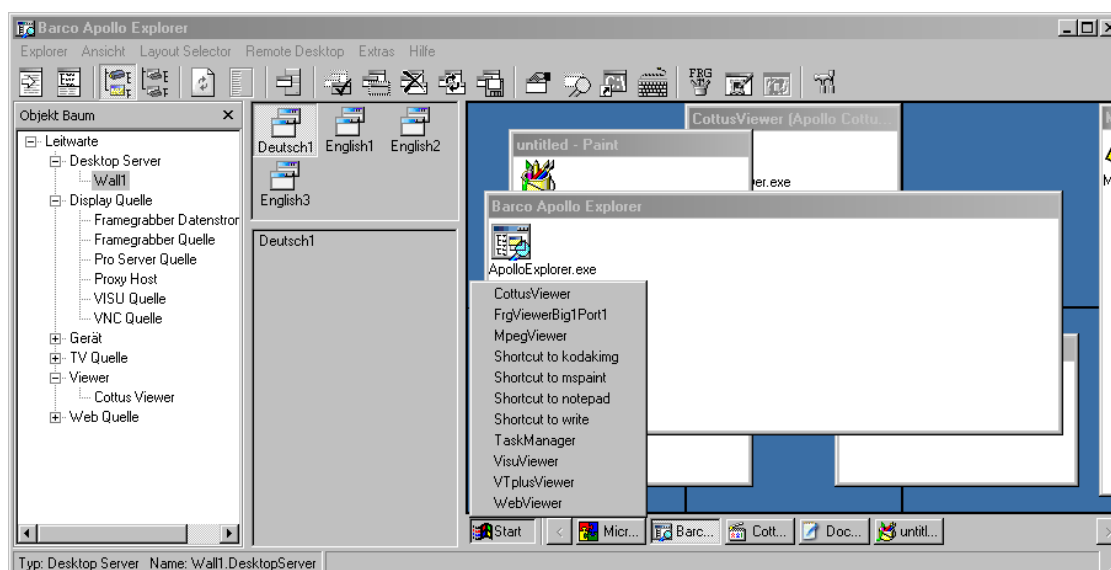 Barco Apollo Explorer
Explorer Ansicht Layout Selector Remote Desktop Extras Hilfe
FRG
Objekt Baum
Leitwarte
Desktop Server
Wall1
Display Quelle
Framegrabber Datenstror
Framegrabber Quelle
Pro Server Quelle
Proxy Host
VISU Quelle
VNC Quelle
Gerät
TV Quelle
Viewer
Cottus Viewer
Web Quelle
Deutsch1 English1 English2
English3
Deutsch1
CottusViewer (Apollo Cottu...
untitled - Paint
er.exe
Barco Apollo Explorer
ApolloExplorer.exe
CottusViewer
FrgViewerBig1Port1
MpegViewer
Shortcut to kodakimg
Shortcut to mspaint
Shortcut to notepad
Shortcut to write
TaskManager
VisuViewer
VTplusViewer
WebViewer
Start < Micr... Barc... Cott... Doc... untitl... >
Typ: Desktop Server Name: Wall1.DesktopServer